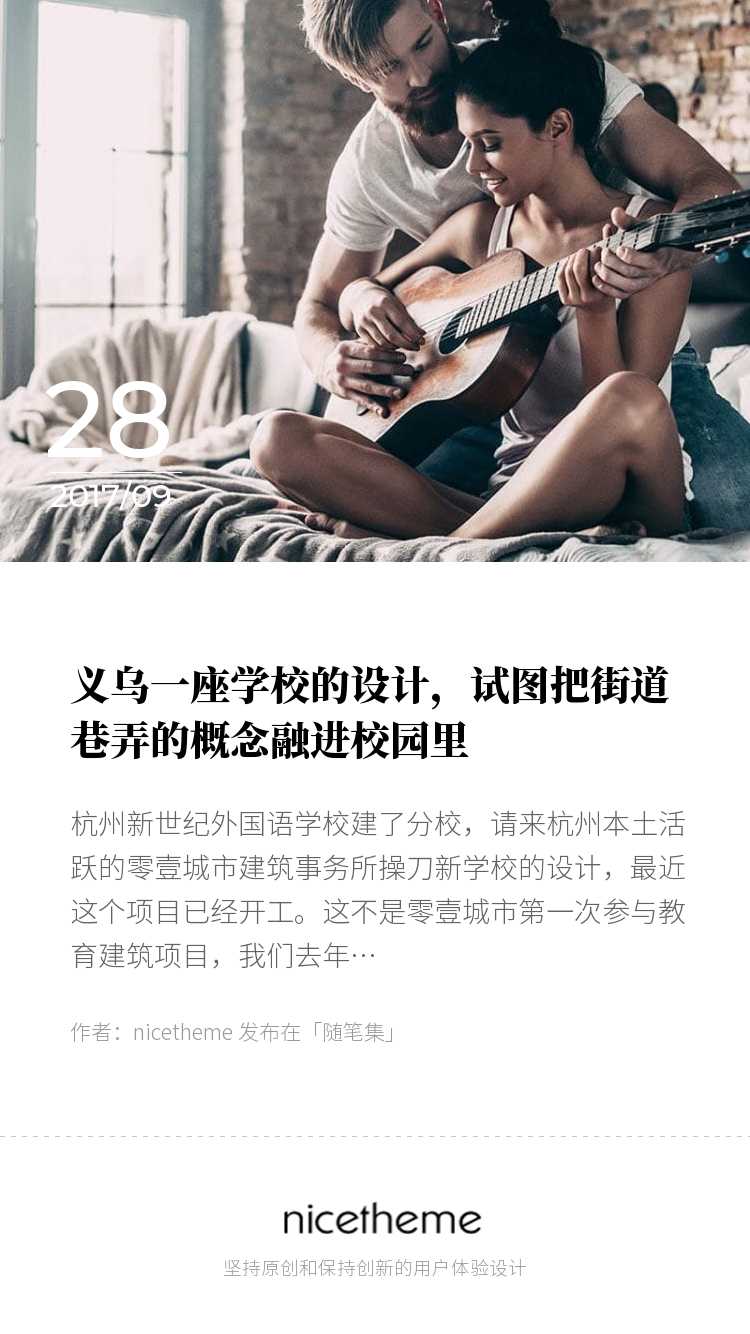 28
2017/09
义乌一座学校的设计，试图把街道
巷弄的概念融进校园里
杭州新世纪外国语学校建了分校，请来杭州本土活
跃的零壹城市建筑事务所操刀新学校的设计，最近
这个项目已经开工。这不是零壹城市第一次参与教
育建筑项目，我们去年…
作者：nicetheme 发布在「随笔集」
nicetheme
坚持原创和保持创新的用户体验设计